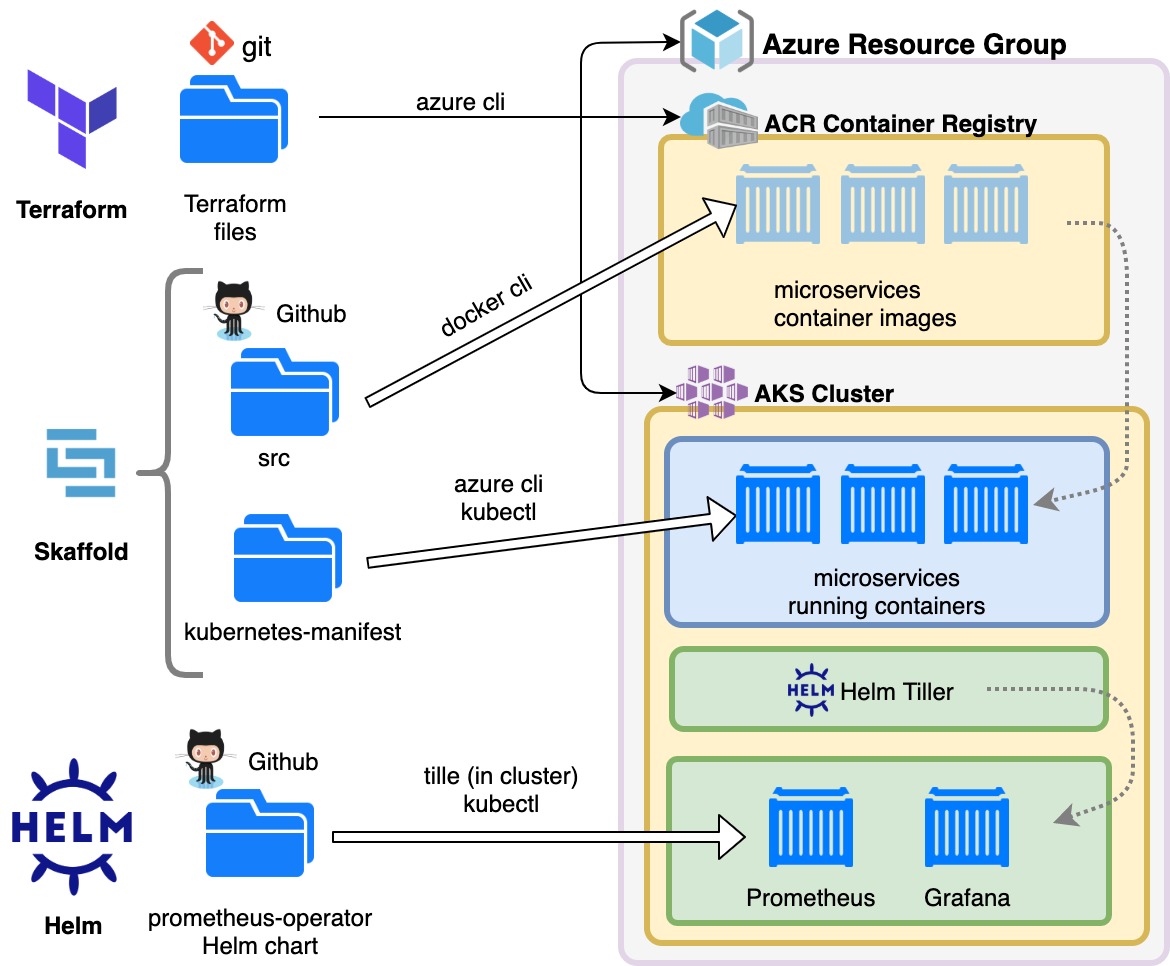 git
Azure Resource Group
azure cli
ACR Container Registry
Terraform
Terraform
files
docker cli
microservices
container images
Github
src
AKS Cluster
Skaffold
azure cli
kubectl
kubernetes-manifest
microservices
running containers
HELM
Helm Tiller
Github
tille (in cluster)
kubectl
HELM
Helm
prometheus-operator
Helm chart
Prometheus
Grafana